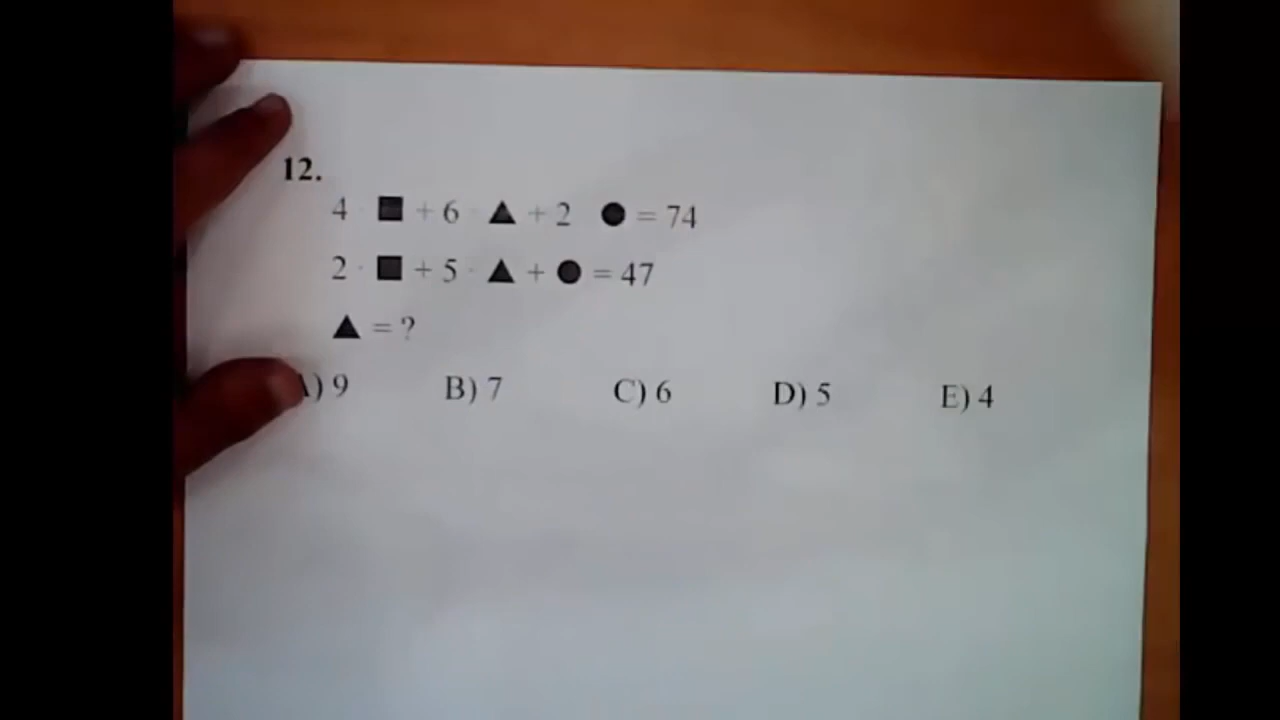 12.
4 · ■ + 6 · ▲ + 2 · ● = 74
2 · ■ + 5 · ▲ + ● = 47
▲ = ?
A) 9 B) 7 C) 6 D) 5 E) 4